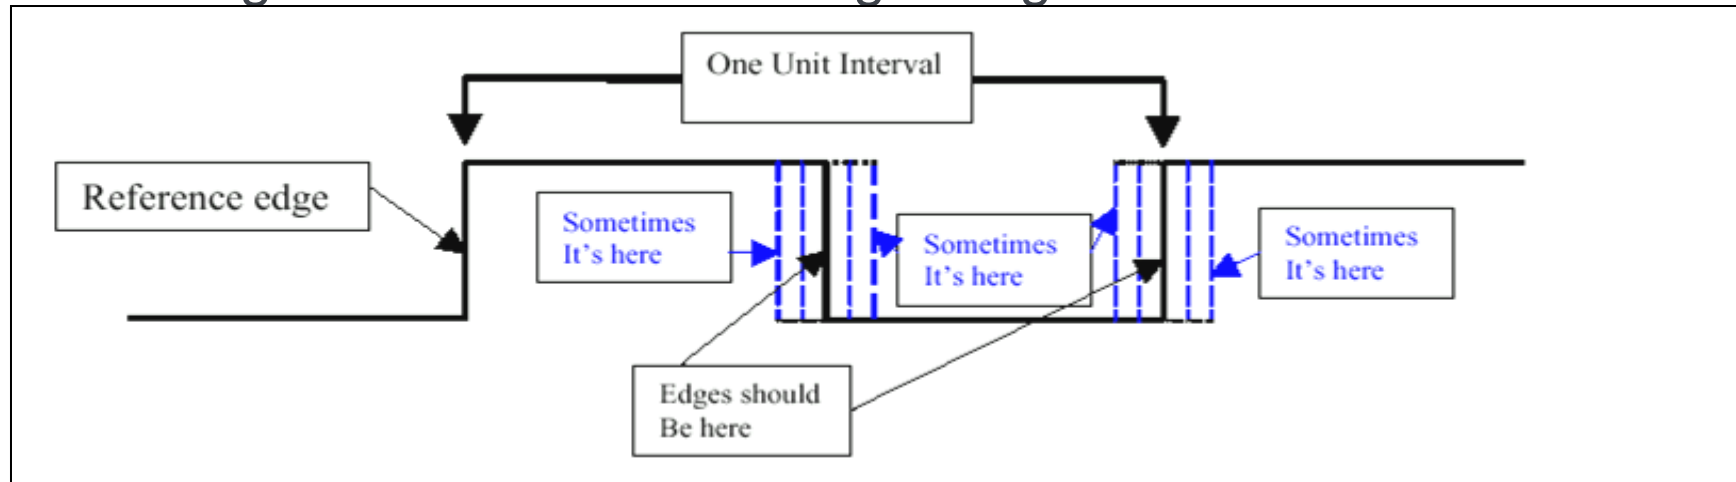 One Unit Interval
Reference edge
Sometimes
It's here
Sometimes
It's here
Sometimes
It's here
Edges should
Be here